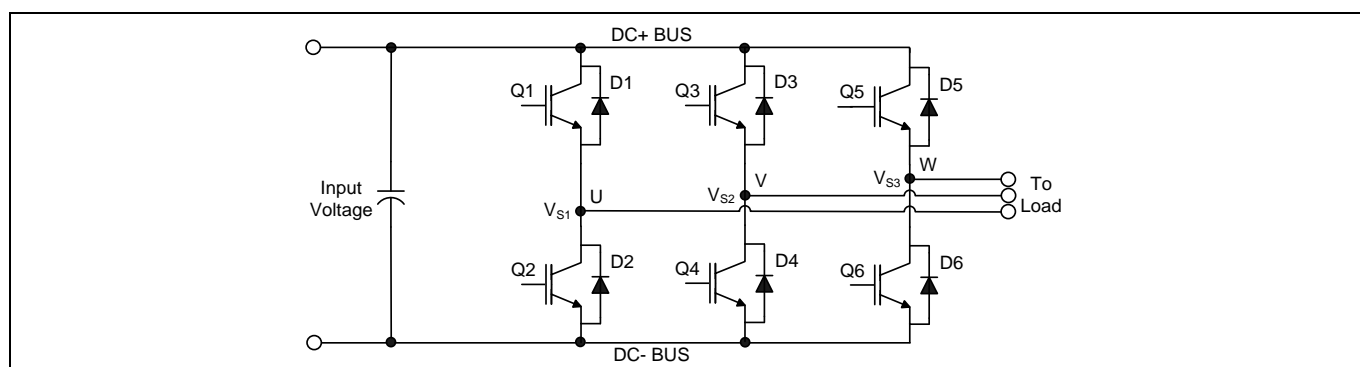 DC+ BUS
Q1
D1
Q3
D3
Q5
D5
Input
Voltage
U
V
W
VS1
VS2
VS3
To
Load
Q2
D2
Q4
D4
Q6
D6
DC- BUS